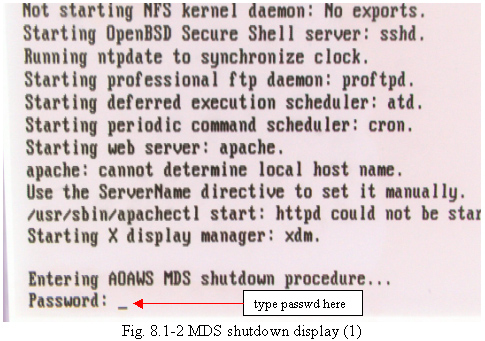 Not starting NFS kernel daemon: No exports.
Starting OpenBSD Secure Shell server: sshd.
Running ntpdate to synchronize clock.
Starting professional ftp daemon: proftpd.
Starting deferred execution scheduler: atd.
Starting periodic command scheduler: cron.
Starting web server: apache.
apache: cannot determine local host name.
Use the ServerName directive to set it manually.
/usr/sbin/apachectl start: httpd could not be star
Starting X display manager: xdm.
Entering AOAWS MDS shutdown procedure...
Password: _
type passwd here
Fig. 8.1-2 MDS shutdown display (1)